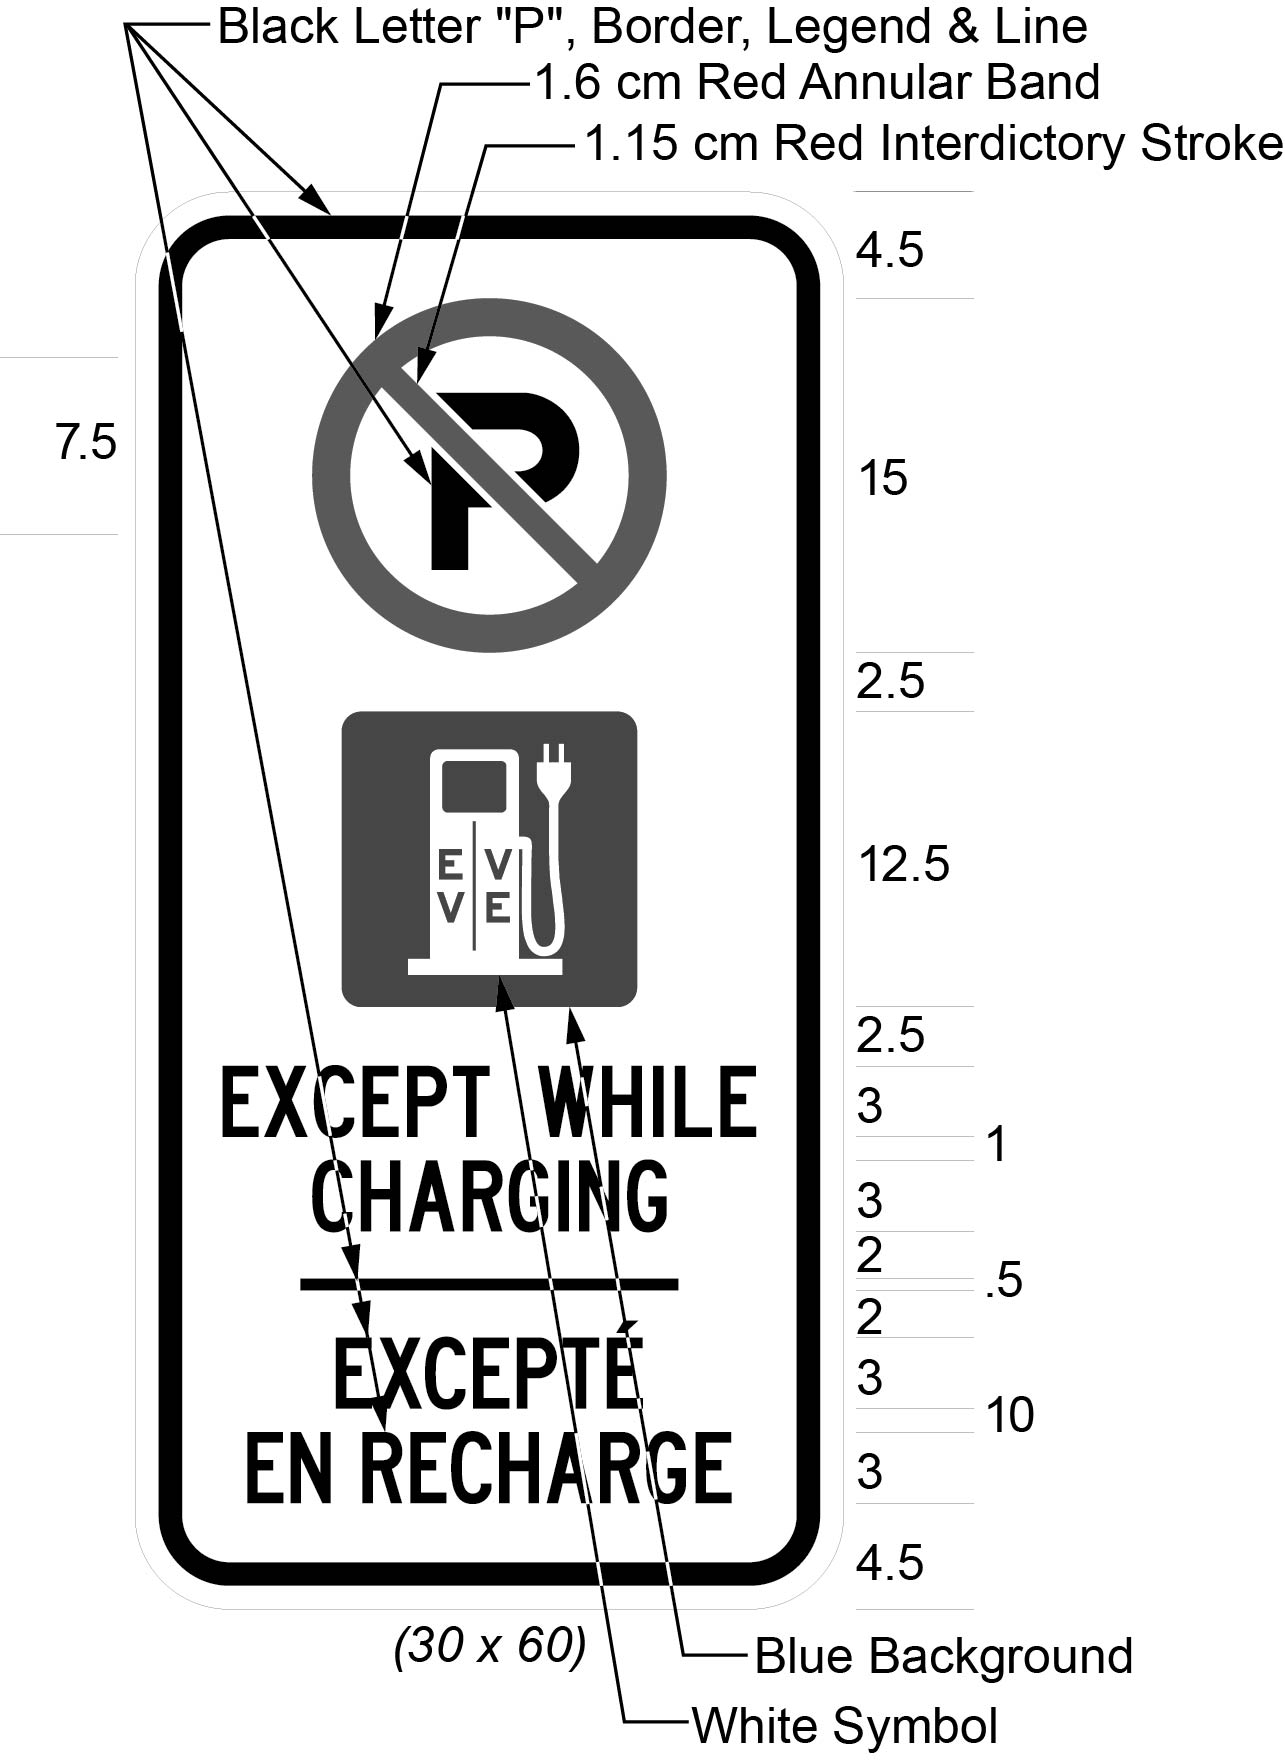 Black Letter "P", Border, Legend & Line
1.6 cm Red Annular Band
1.15 cm Red Interdictory Stroke
4.5
7.5
P
15
2.5
E V
V E
12.5
2.5
EXCEPT WHILE
3
1
CHARGING
3
2
.5
2
EXCEPTÉ
3
10
EN RECHARGE
3
4.5
(30 x 60)
Blue Background
White Symbol